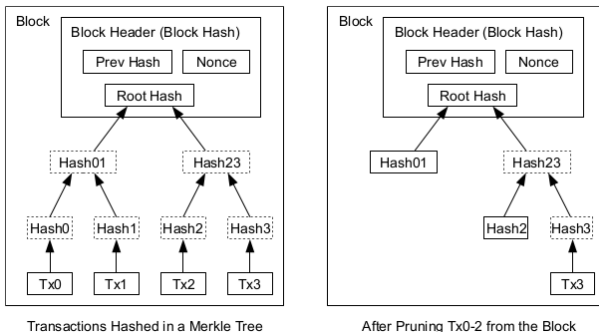 Block
Block Header (Block Hash)
Prev Hash
Nonce
Root Hash
Hash01
Hash23
Hash0
Hash1
Hash2
Hash3
Tx0
Tx1
Tx2
Tx3
Transactions Hashed in a Merkle Tree
Block
Block Header (Block Hash)
Prev Hash
Nonce
Root Hash
Hash01
Hash23
Hash2
Hash3
Tx3
After Pruning Tx0-2 from the Block